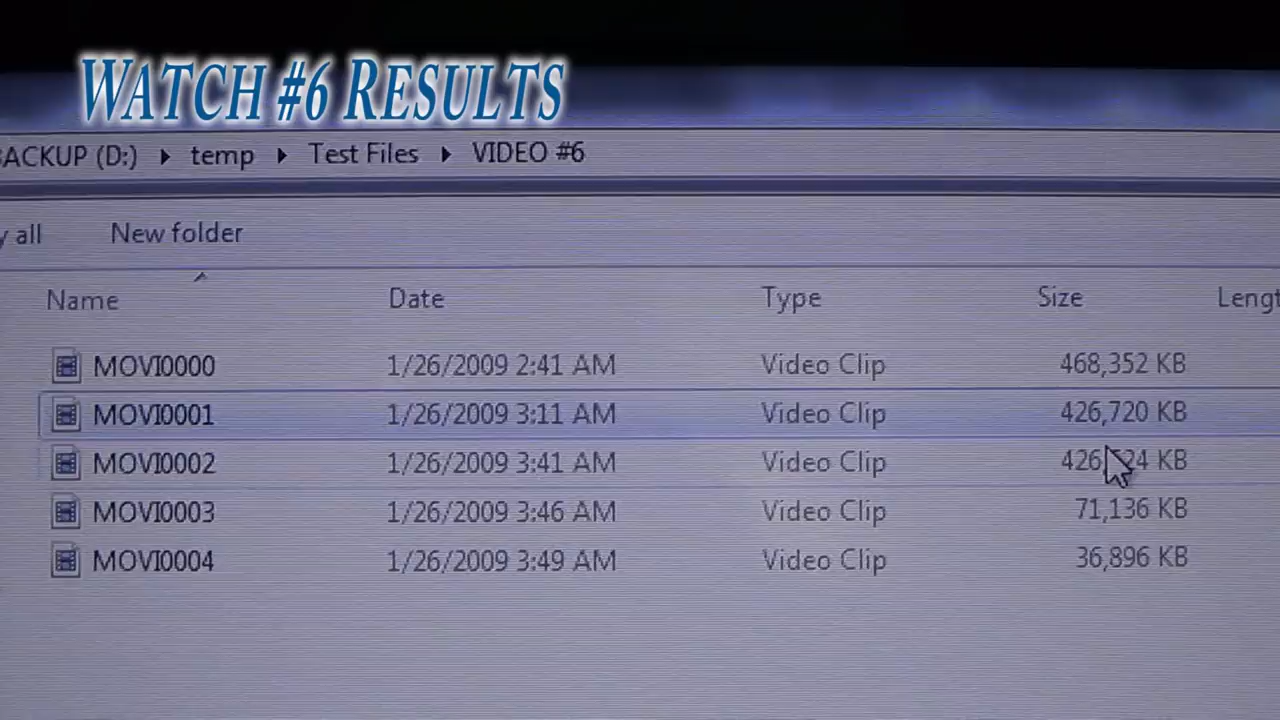 WATCH #6 RESULTS
BACKUP (D:) ▸ temp ▸ Test Files ▸ VIDEO #6
New folder
Name Date Type Size
MOVI0000 1/26/2009 2:41 AM Video Clip 468,352 KB
MOVI0001 1/26/2009 3:11 AM Video Clip 426,720 KB
MOVI0002 1/26/2009 3:41 AM Video Clip KB
MOVI0003 1/26/2009 3:46 AM Video Clip 71,136 KB
MOVI0004 1/26/2009 3:49 AM Video Clip 36,896 KB